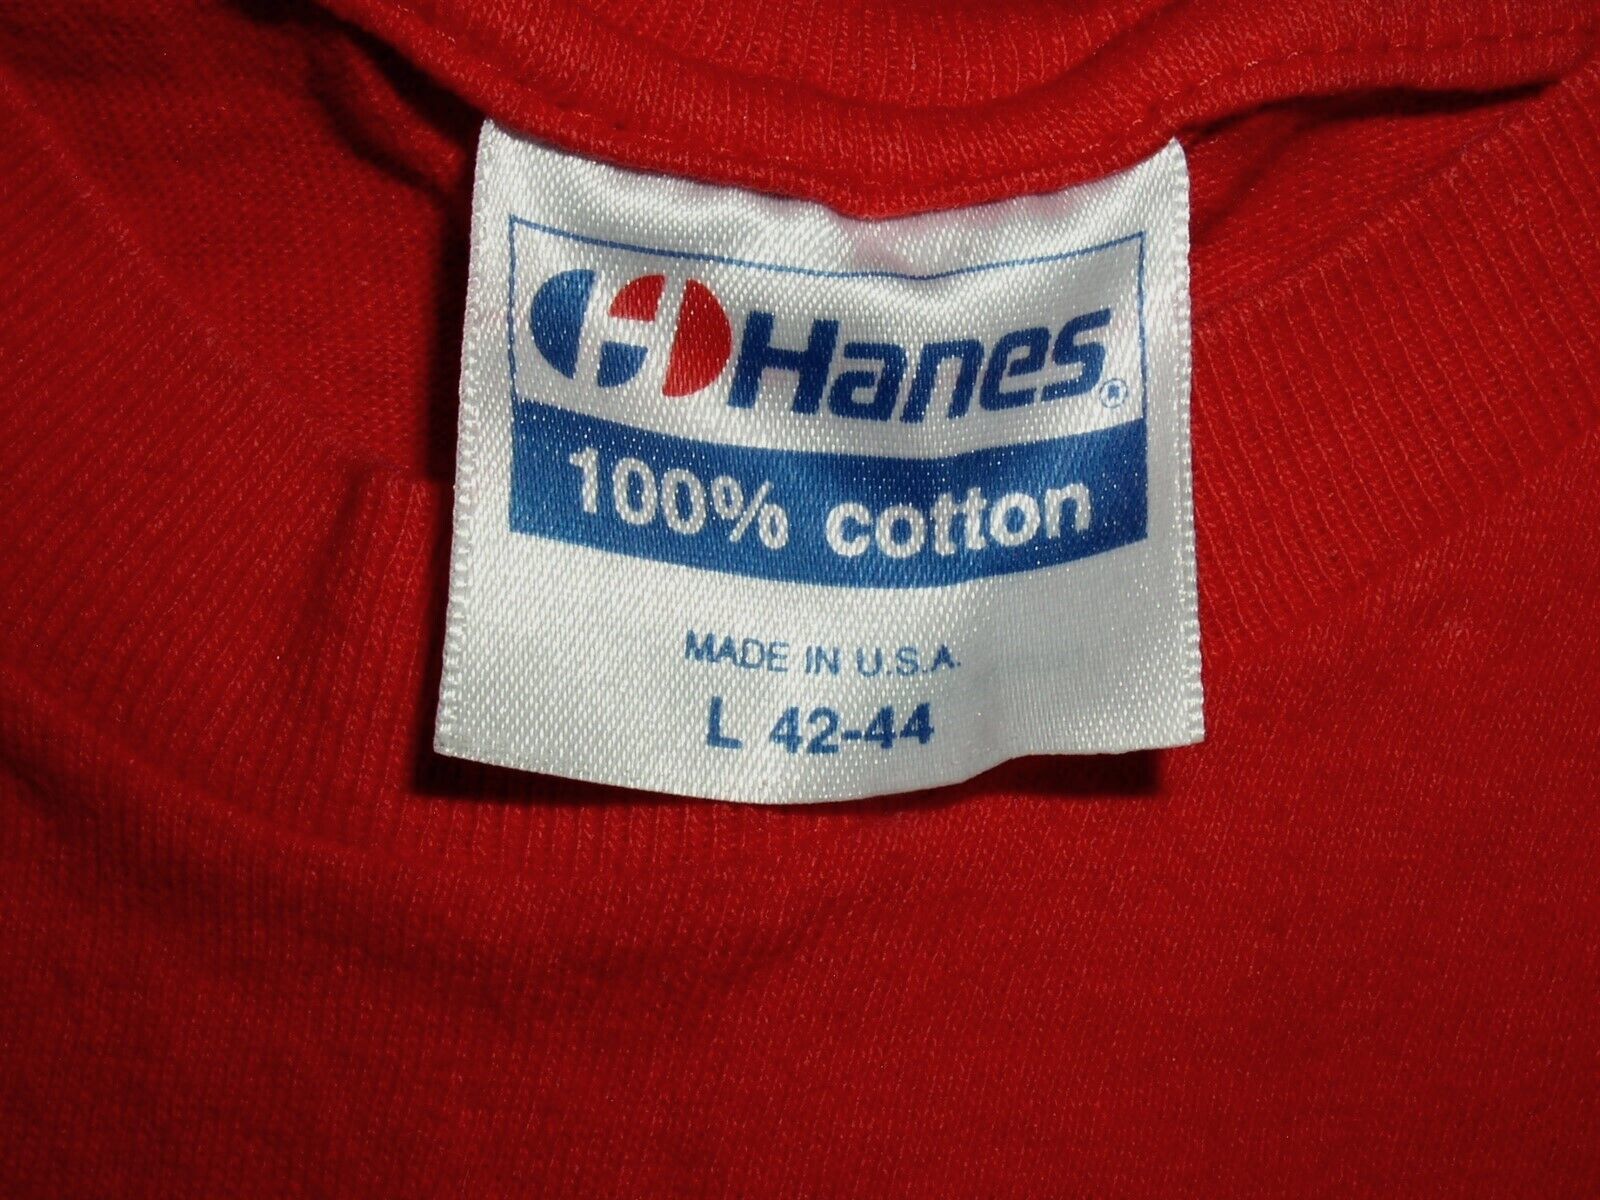 Hanes®
100% cotton
MADE IN U.S.A.
L 42-44